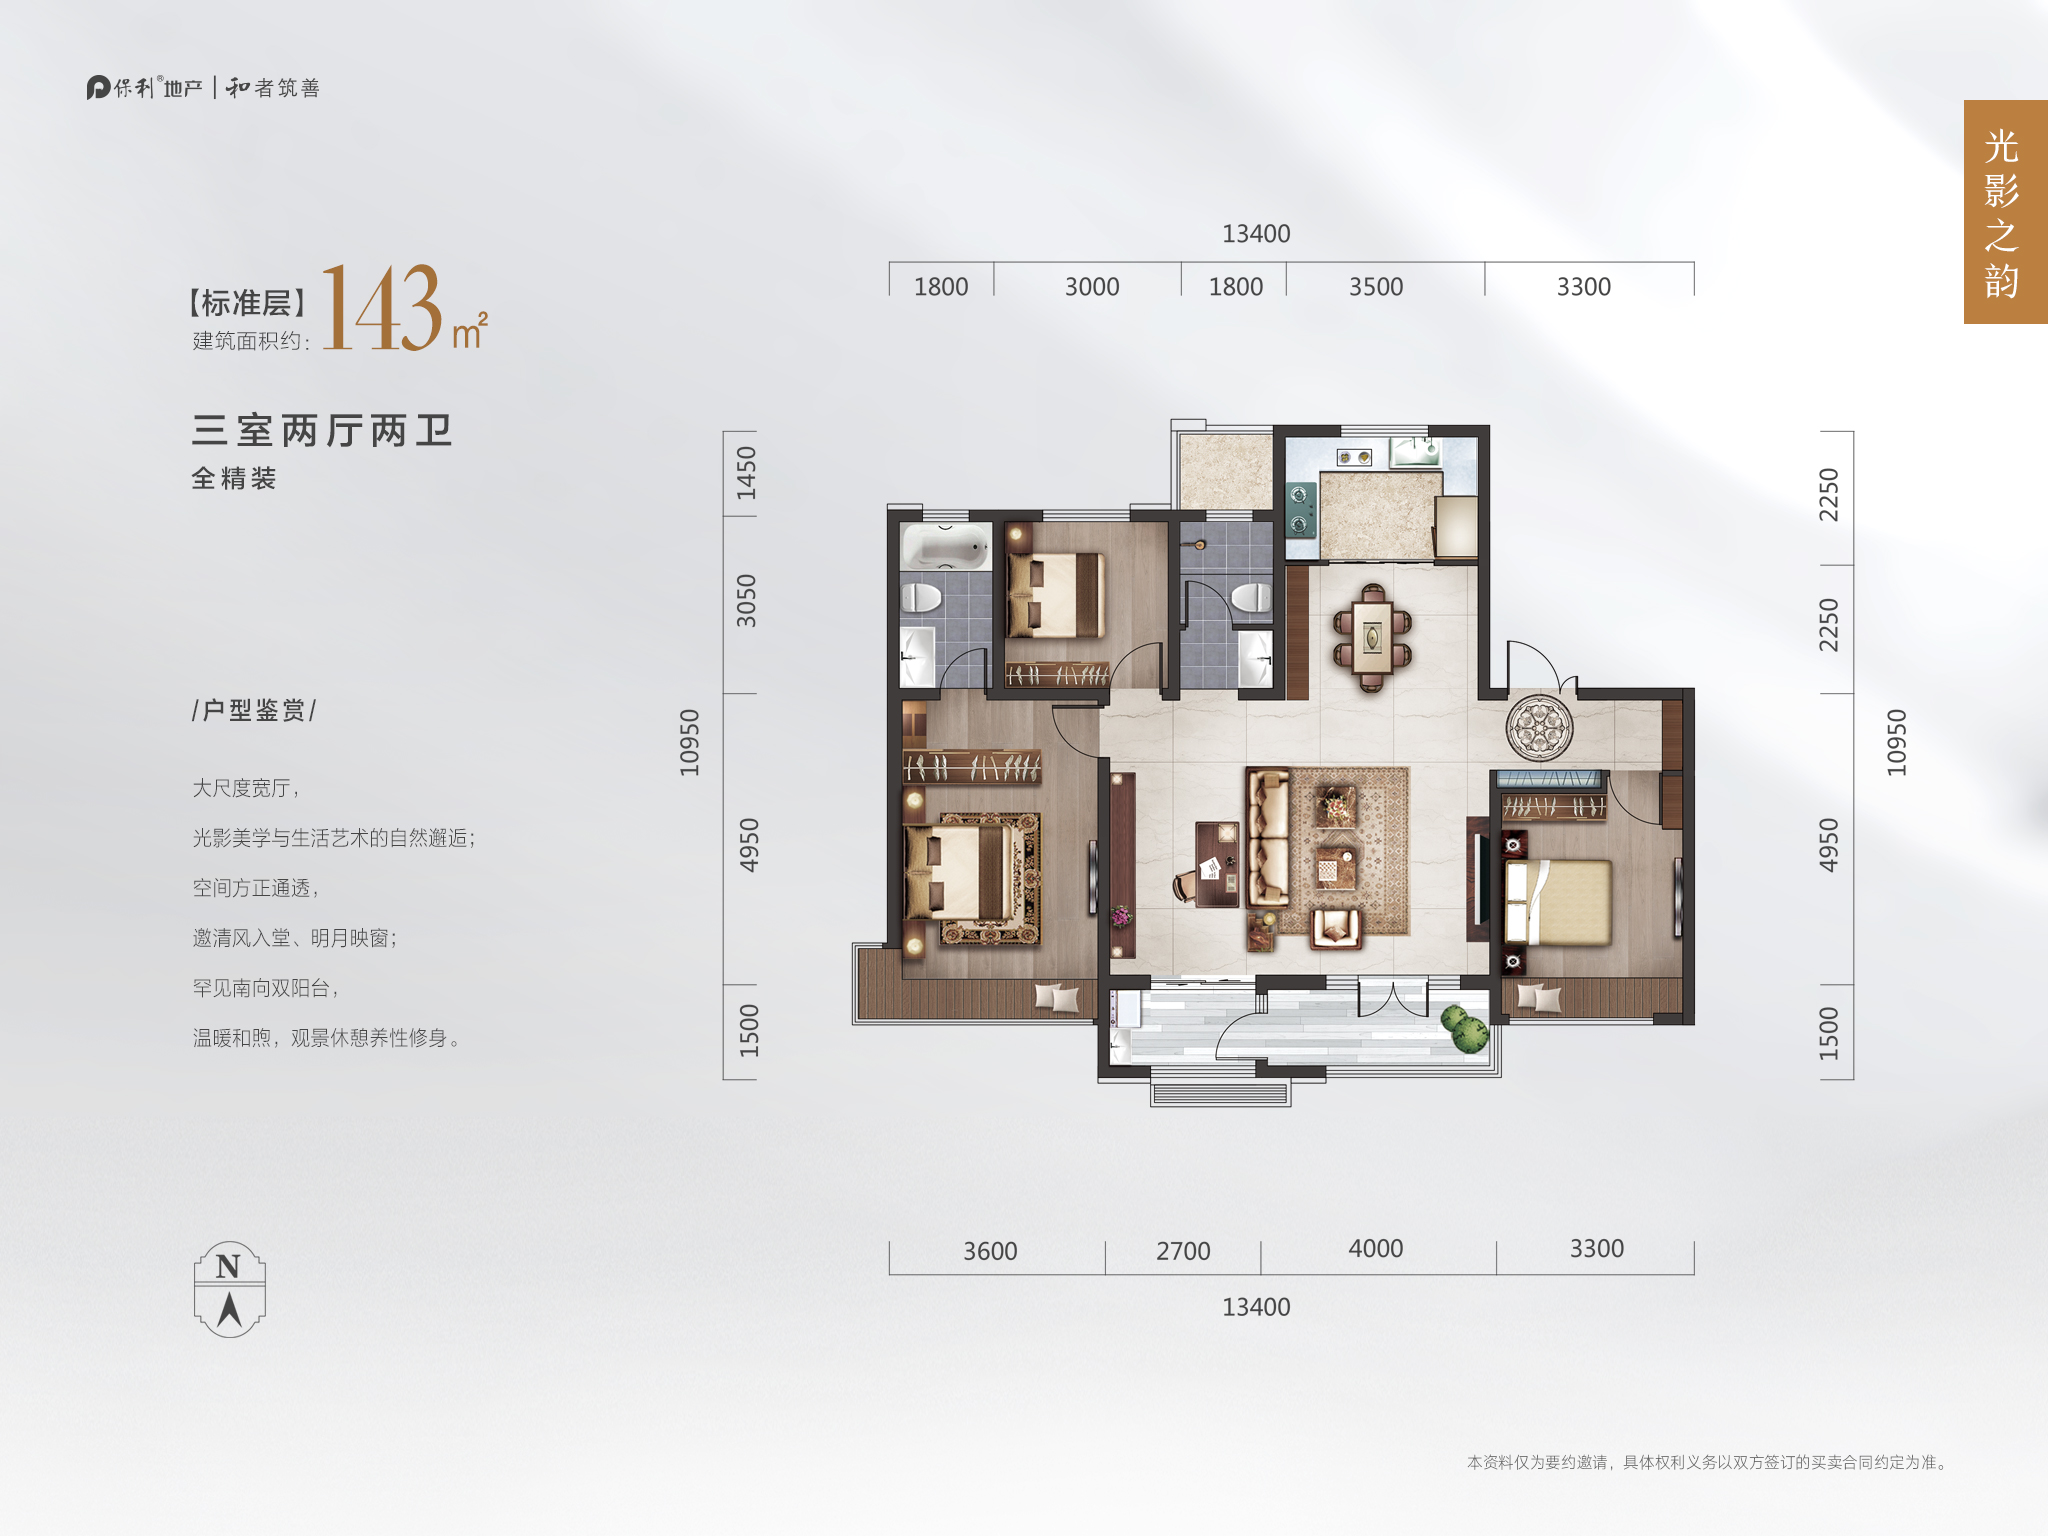 保利®地产|和者筑善
光影之韵
【标准层】
建筑面积约：143m²
三室两厅两卫
全精装
/户型鉴赏/
大尺度宽厅，
光影美学与生活艺术的自然邂逅；
空间方正通透，
邀清风入堂、明月映窗；
罕见南向双阳台，
温暖和煦，观景休憩养性修身。
13400
1800 3000 1800 3500 3300
1450
3050
10950
4950
1500
2250
2250
10950
4950
1500
3600 2700 4000 3300
13400
N
本资料仅为要约邀请，具体权利义务以双方签订的买卖合同约定为准。